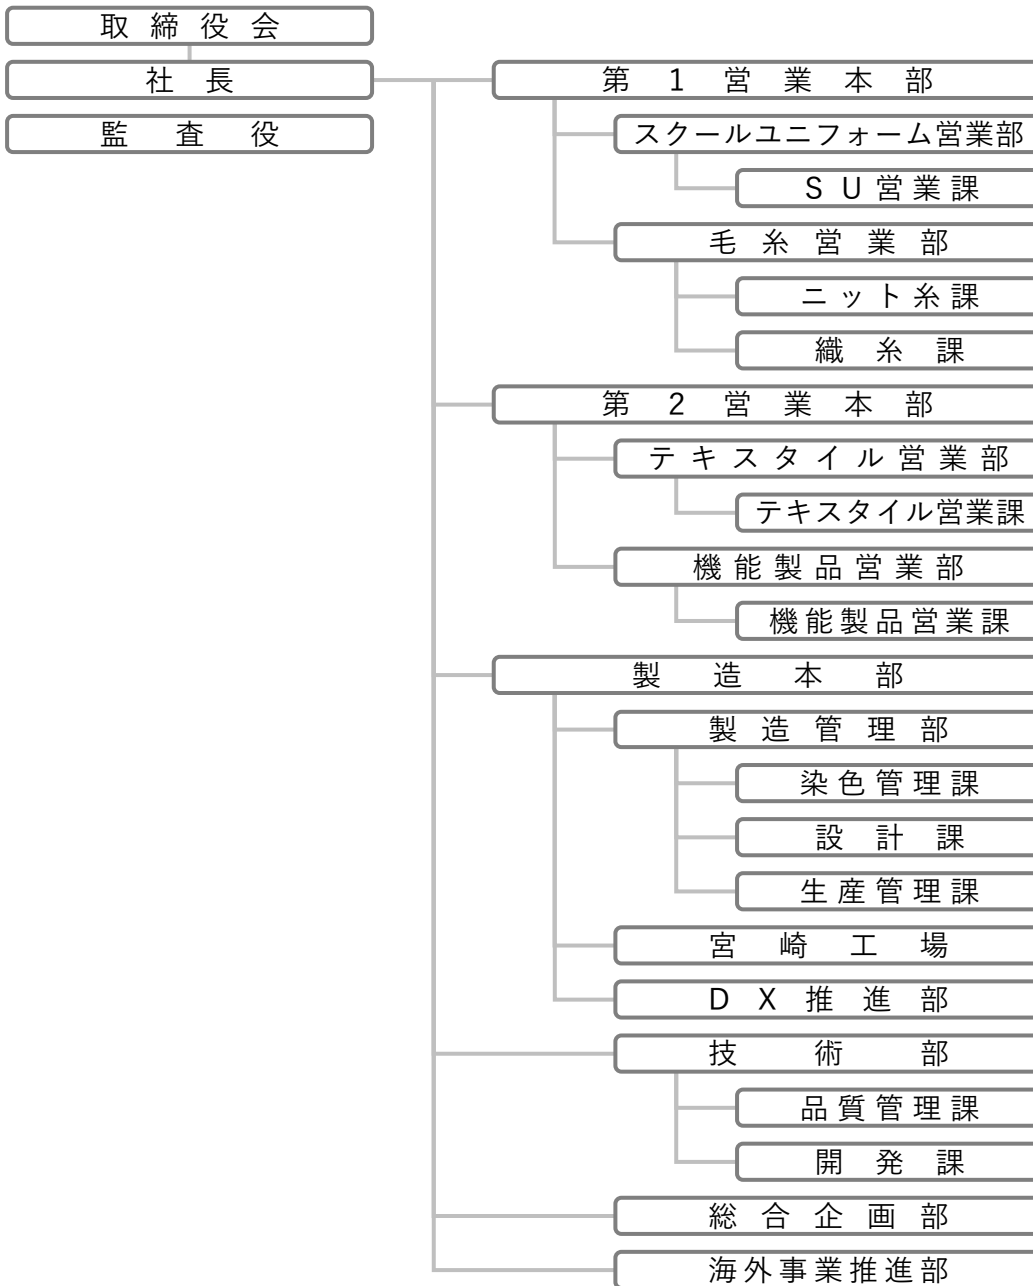 取締役会
社長
監査役
第1営業本部
スクールユニフォーム営業部
SU営業課
毛糸営業部
ニット糸課
織糸課
第2営業本部
テキスタイル営業部
テキスタイル営業課
機能製品営業部
機能製品営業課
製造本部
製造管理部
染色管理課
設計課
生産管理課
宮崎工場
DX推進部
技術部
品質管理課
開発課
総合企画部
海外事業推進部